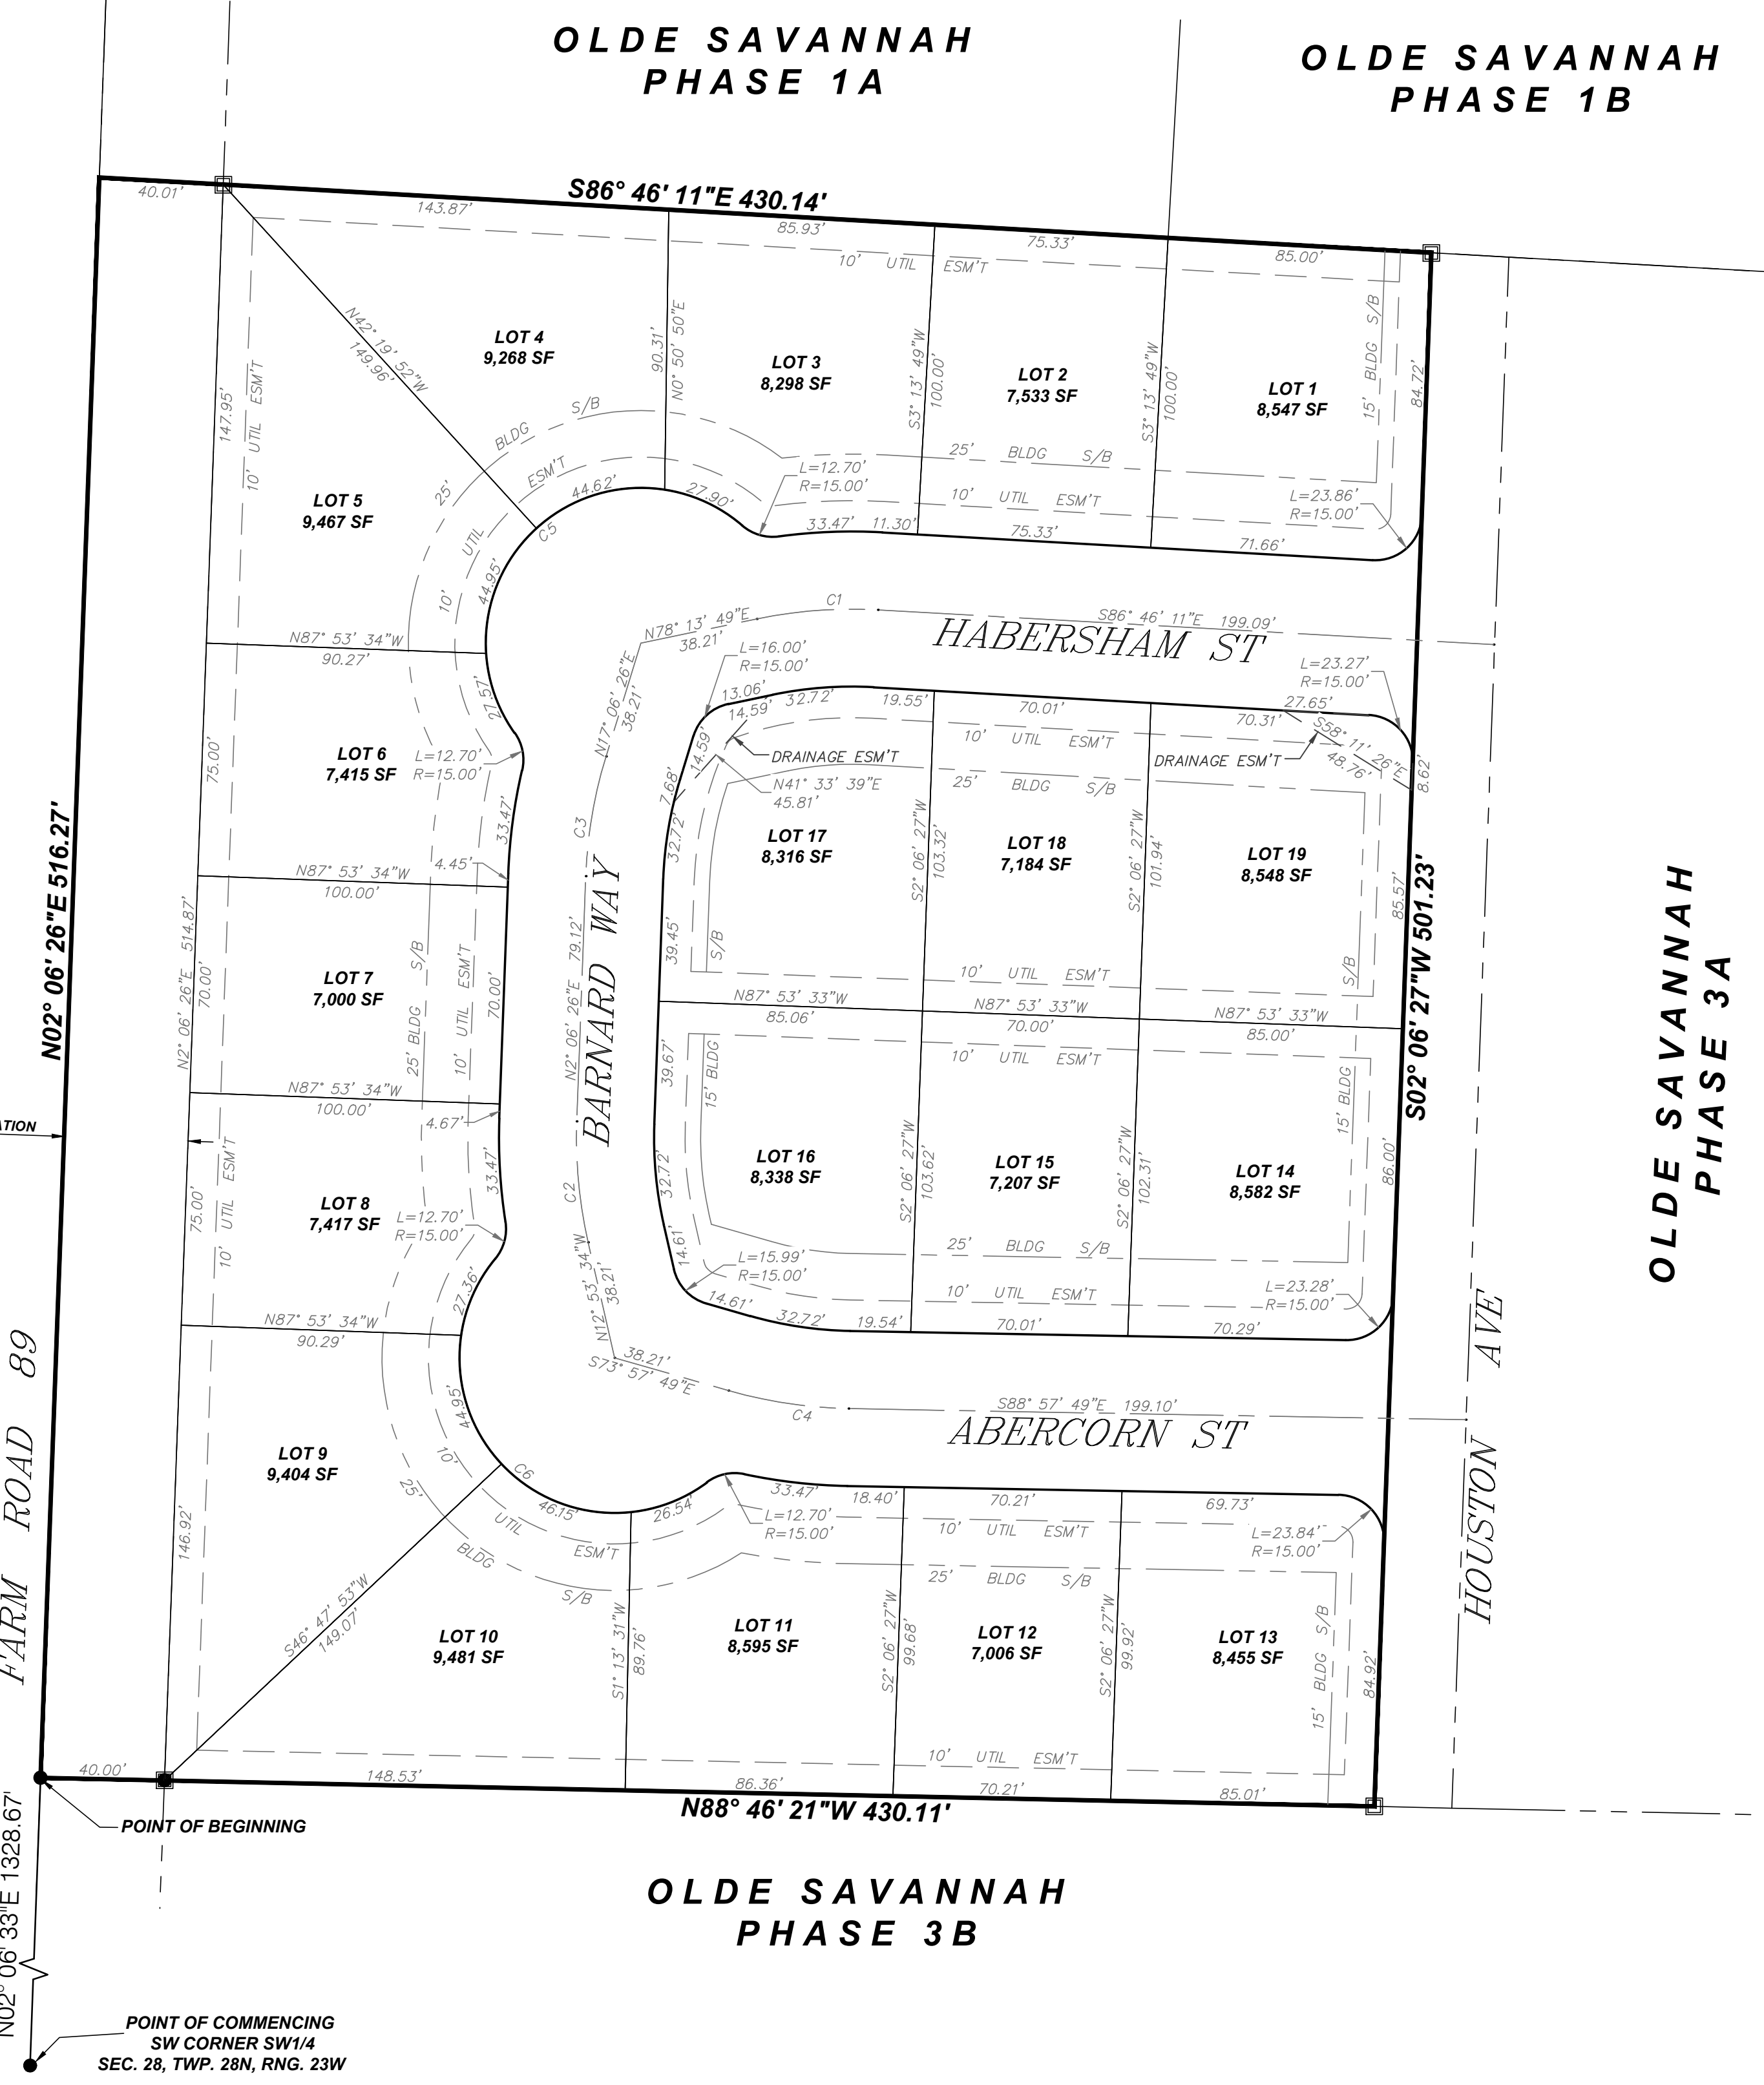 OLDE SAVANNAH
PHASE 1A
OLDE SAVANNAH
PHASE 1B
40.01'
S86° 46' 11"E 430.14'
143.87'
85.93'
75.33'
85.00'
10' UTIL ESM'T
N42° 19' 52"W
149.96'
LOT 4
9,268 SF
90.31'
N0° 50' 50"E
LOT 3
8,298 SF
S3° 13' 49"W
100.00'
LOT 2
7,533 SF
S3° 13' 49"W
100.00'
LOT 1
8,547 SF
15' BLDG S/B
84.72'
147.95'
10' UTIL ESM'T
25' BLDG S/B
10' UTIL ESM'T
44.62'
27.90'
L=12.70'
R=15.00'
25' BLDG S/B
10' UTIL ESM'T
L=23.86'
R=15.00'
LOT 5
9,467 SF
C5
44.95'
33.47'
11.30'
75.33'
71.66'
N87° 53' 34"W
90.27'
N78° 13' 49"E
38.21'
C1
S86° 46' 11"E 199.09'
HABERSHAM ST
N17° 06' 26"E
38.21'
L=16.00'
R=15.00'
L=23.27'
R=15.00'
27.57'
13.06'
14.59'
32.72'
19.55'
70.01'
70.31'
27.65'
LOT 6
7,415 SF
75.00'
L=12.70'
R=15.00'
14.59'
7.68'
DRAINAGE ESM'T
N41° 33' 39"E
45.81'
10' UTIL ESM'T
25' BLDG S/B
DRAINAGE ESM'T
S58° 11' 26"E
48.76'
8.62'
33.47'
4.45'
C3
32.72'
LOT 17
8,316 SF
S2° 06' 27"W
103.32'
LOT 18
7,184 SF
S2° 06' 27"W
101.94'
LOT 19
8,548 SF
85.57'
N87° 53' 34"W
100.00'
N02° 06' 26"E 516.27'
S02° 06' 27"W 501.23'
OLDE SAVANNAH
PHASE 3A
N2° 06' 26"E 514.87'
70.00'
LOT 7
7,000 SF
25' BLDG S/B
10' UTIL ESM'T
70.00'
N2° 06' 26"E 79.12'
BARNARD WAY
39.45'
S/B
10' UTIL ESM'T
S/B
N87° 53' 33"W
85.06'
N87° 53' 33"W
70.00'
N87° 53' 33"W
85.00'
10' UTIL ESM'T
39.67'
15' BLDG
15' BLDG
N87° 53' 34"W
100.00'
4.67'
10' UTIL ESM'T
75.00'
LOT 8
7,417 SF
33.47'
L=12.70'
R=15.00'
C2
32.72'
LOT 16
8,338 SF
S2° 06' 27"W
103.62'
LOT 15
7,207 SF
S2° 06' 27"W
102.31'
LOT 14
8,582 SF
86.00'
N12° 53' 34"W
38.21'
14.61'
L=15.99'
R=15.00'
25' BLDG S/B
10' UTIL ESM'T
L=23.28'
R=15.00'
27.36'
14.61'
32.72'
19.54'
70.01'
70.29'
N87° 53' 34"W
90.29'
38.21'
S73° 57' 49"E
C4
S88° 57' 49"E 199.10'
ABERCORN ST
HOUSTON AVE
FARM ROAD 89
44.95'
LOT 9
9,404 SF
25' BLDG S/B
10' UTIL ESM'T
C6
46.15'
26.54'
33.47'
18.40'
70.21'
69.73'
L=12.70'
R=15.00'
10' UTIL ESM'T
25' BLDG S/B
L=23.84'
R=15.00'
146.92'
S46° 47' 53"W
149.07'
LOT 10
9,481 SF
S1° 13' 31"W
89.76'
LOT 11
8,595 SF
S2° 06' 27"W
99.68'
LOT 12
7,006 SF
S2° 06' 27"W
99.92'
LOT 13
8,455 SF
15' BLDG S/B
84.92'
10' UTIL ESM'T
40.00'
148.53'
86.36'
70.21'
85.01'
N88° 46' 21"W 430.11'
POINT OF BEGINNING
OLDE SAVANNAH
PHASE 3B
N02° 06' 33"E 1328.67'
POINT OF COMMENCING
SW CORNER SW1/4
SEC. 28, TWP. 28N, RNG. 23W